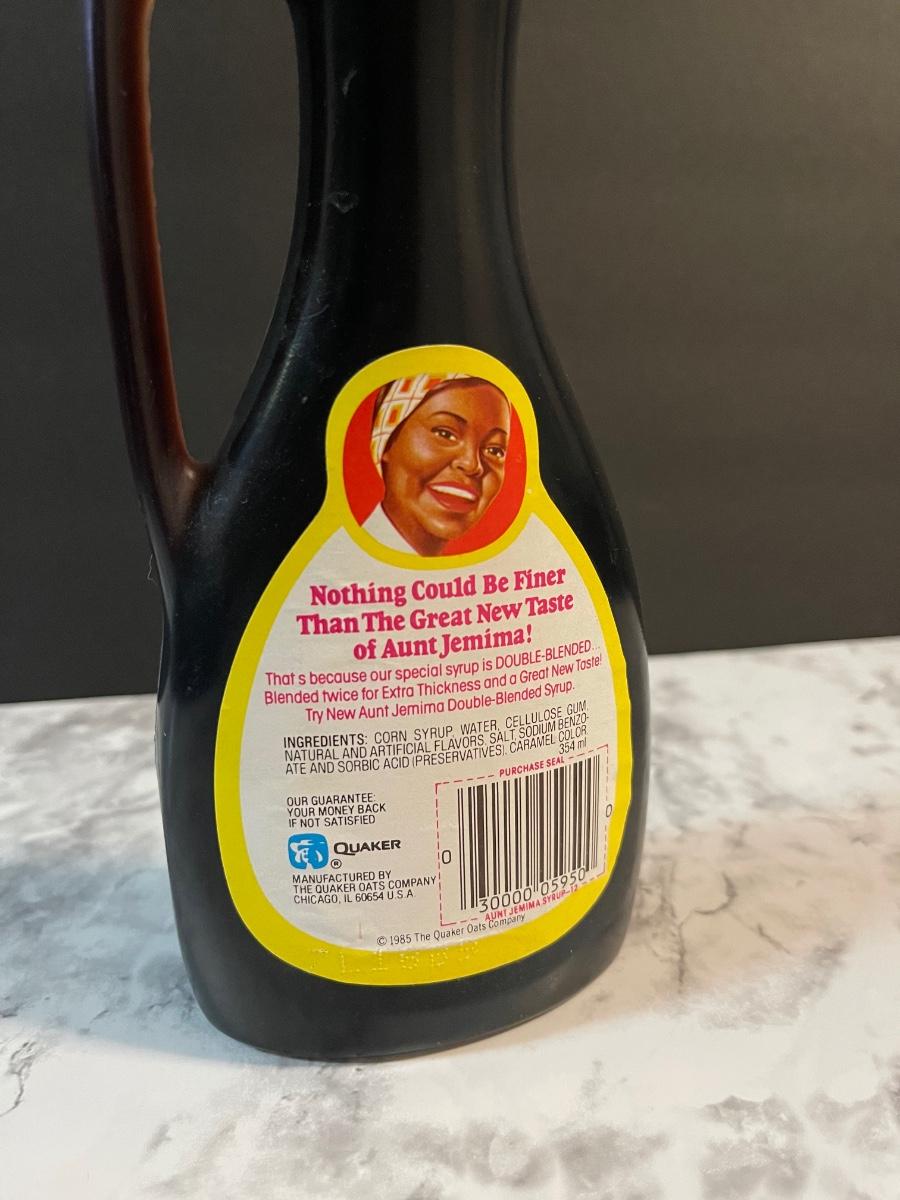 Nothing Could Be Finer
Than The Great New Taste
of Aunt Jemima!
That s because our special syrup is DOUBLE-BLENDED...
Blended twice for Extra Thickness and a Great New Taste!
Try New Aunt Jemima Double-Blended Syrup.
INGREDIENTS: CORN SYRUP, WATER, CELLULOSE GUM,
NATURAL AND ARTIFICIAL FLAVORS, SALT, SODIUM BENZO-
ATE AND SORBIC ACID (PRESERVATIVES), CARAMEL COLOR.
354 ml
PURCHASE SEAL
OUR GUARANTEE:
YOUR MONEY BACK
IF NOT SATISFIED
QUAKER
®
MANUFACTURED BY
THE QUAKER OATS COMPANY
CHICAGO, IL 60654 U.S.A.
0 30000 05950 0
AUNT JEMIMA SYRUP-12
© 1985 The Quaker Oats Company